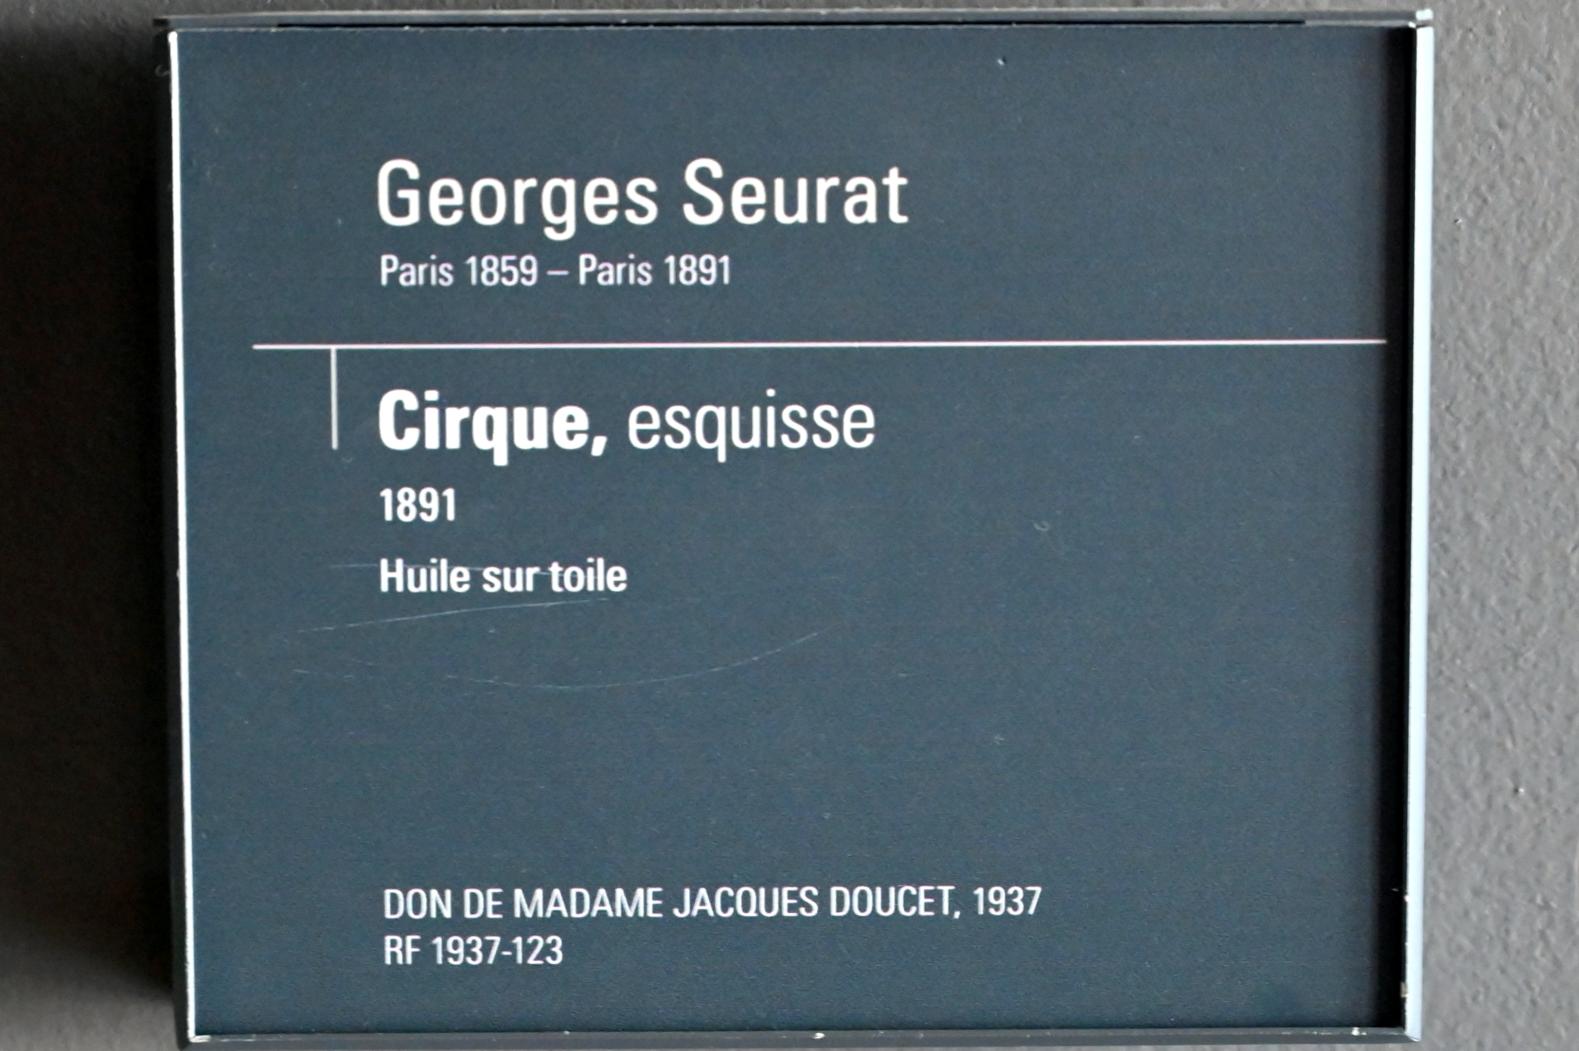 Georges Seurat
Paris 1859 – Paris 1891
Cirque, esquisse
1891
Huile sur toile
DON DE MADAME JACQUES DOUCET, 1937
RF 1937-123